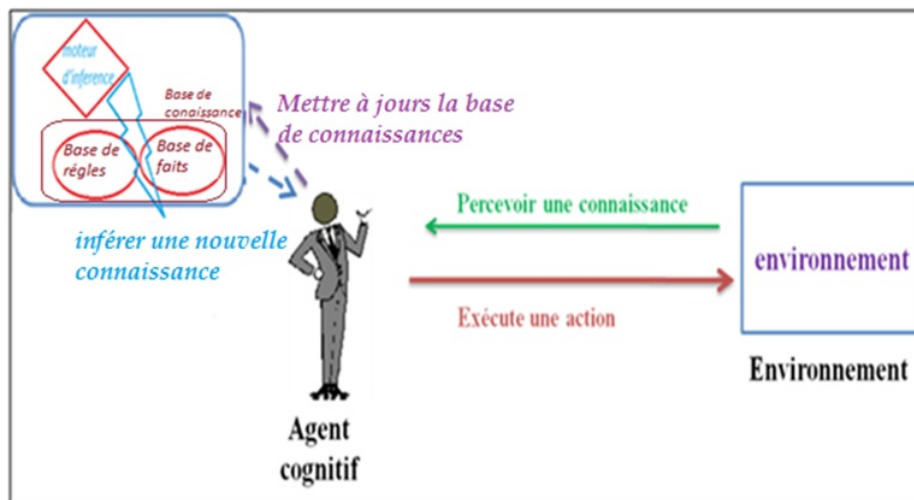 moteur
d'inference
Base de
conaissance
Base de
régles
Base de
faits
Mettre à jours la base
de connaissances
inférer une nouvelle
connaissance
Percevoir une connaissance
Exécute une action
environnement
Environnement
Agent
cognitif